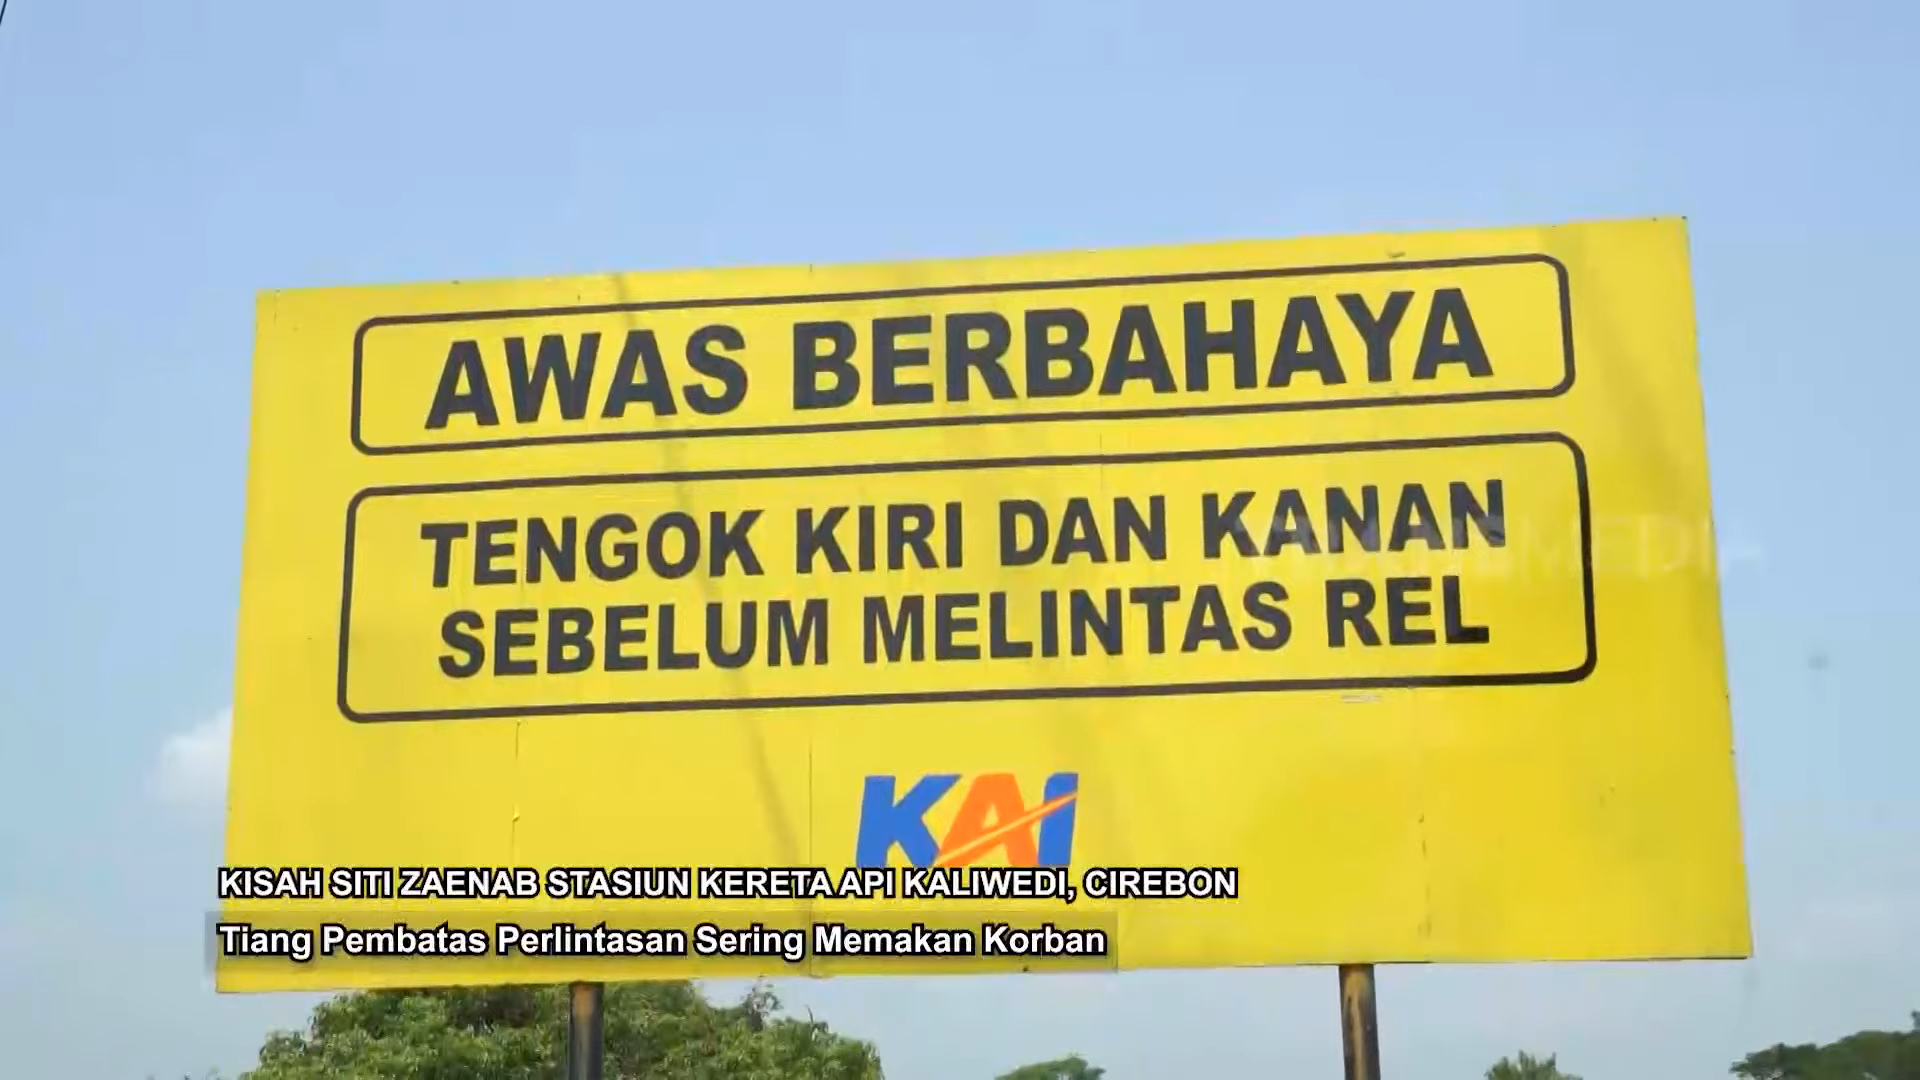 AWAS BERBAHAYA
TENGOK KIRI DAN KANAN
SEBELUM MELINTAS REL
KAI
KISAH SITI ZAENAB STASIUN KERETA API KALIWEDI, CIREBON
Tiang Pembatas Perlintasan Sering Memakan Korban